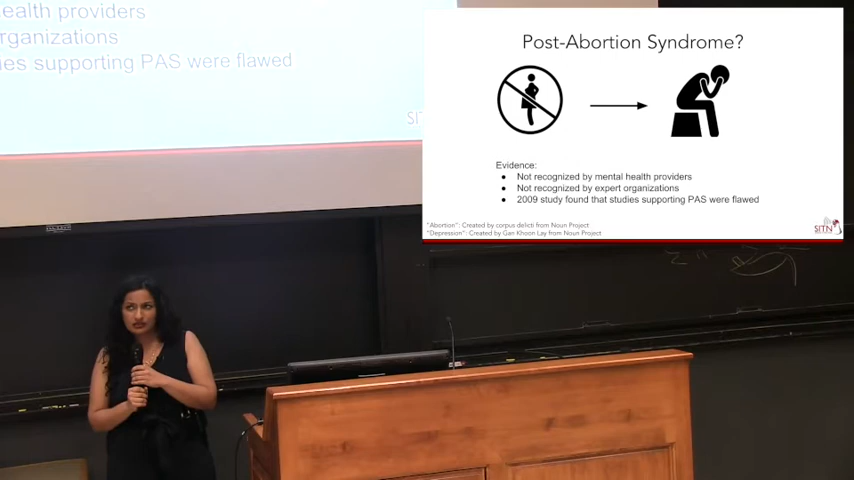 ealth providers
rganizations
ies supporting PAS were flawed
SI
Post-Abortion Syndrome?
Evidence:
Not recognized by mental health providers
Not recognized by expert organizations
2009 study found that studies supporting PAS were flawed
"Abortion": Created by corpus delicti from Noun Project
"Depression": Created by Gan Khoon Lay from Noun Project
SITN